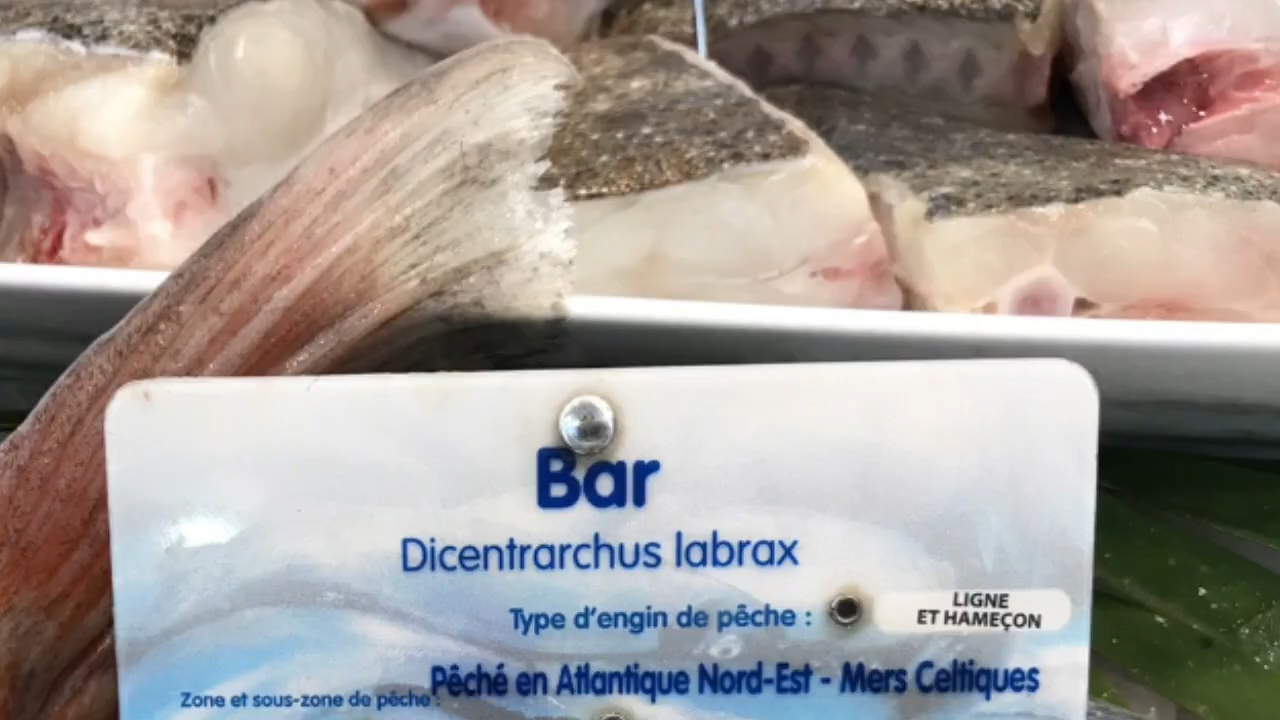 Bar
Dicentrarchus labrax
Type d'engin de pêche :
LIGNE
ET HAMEÇON
Zone et sous-zone de pêche : Pêché en Atlantique Nord-Est - Mers Celtiques